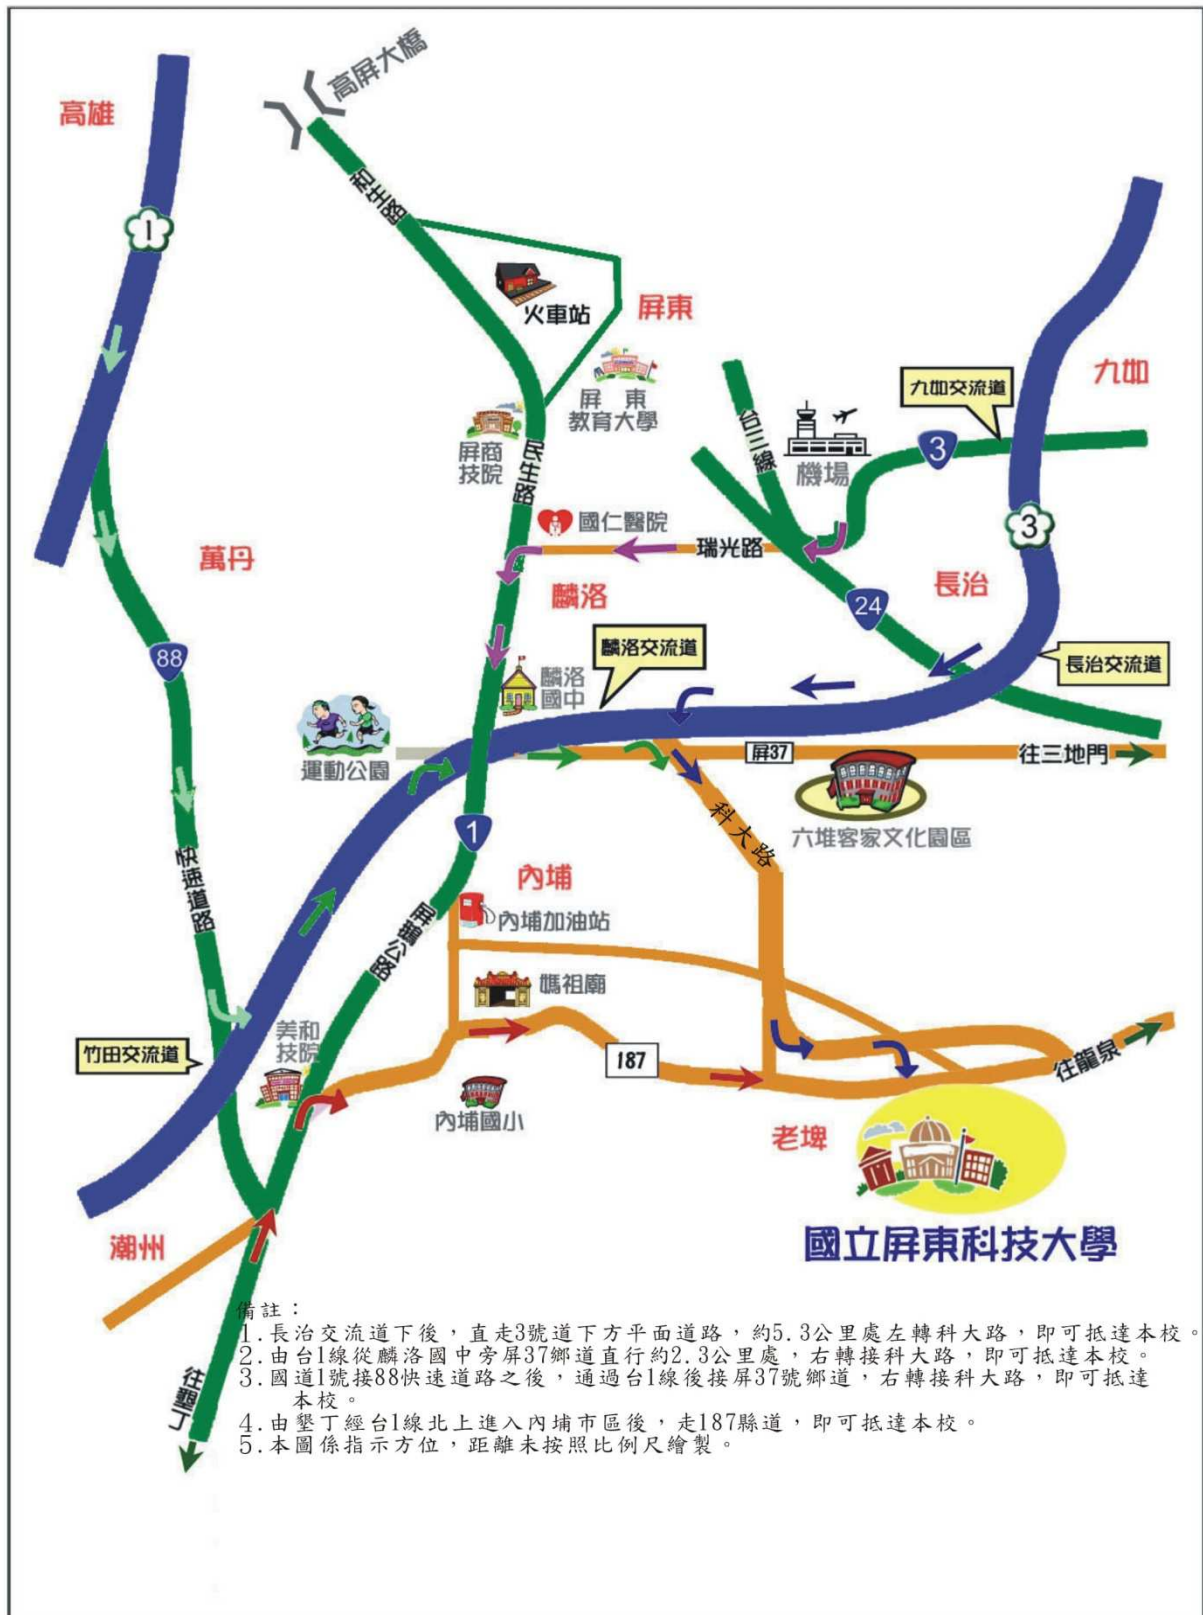 高屏大橋
高雄
1
和生路
火車站
屏東
九如
九如交流道
屏東
教育大學
屏商
技院
台三線
民生路
機場
3
國仁醫院
3
瑞光路
萬丹
麟洛
長治
24
88
麟洛交流道
長治交流道
麟洛
國中
屏37
往三地門
運動公園
1
科大路
六堆客家文化園區
快速道路
內埔
屏鵝公路
內埔加油站
媽祖廟
美和
技院
竹田交流道
187
往龍泉
內埔國小
老埤
潮州
國立屏東科技大學
備註：
1.長治交流道下後，直走3號道下方平面道路，約5.3公里處左轉科大路，即可抵達本校。
2.由台1線從麟洛國中旁屏37鄉道直行約2.3公里處，右轉接科大路，即可抵達本校。
3.國道1號接88快速道路之後，通過台1線後接屏37號鄉道，右轉接科大路，即可抵達
本校。
4.由墾丁經台1線北上進入內埔市區後，走187縣道，即可抵達本校。
5.本圖係指示方位，距離未按照比例尺繪製。
往墾丁